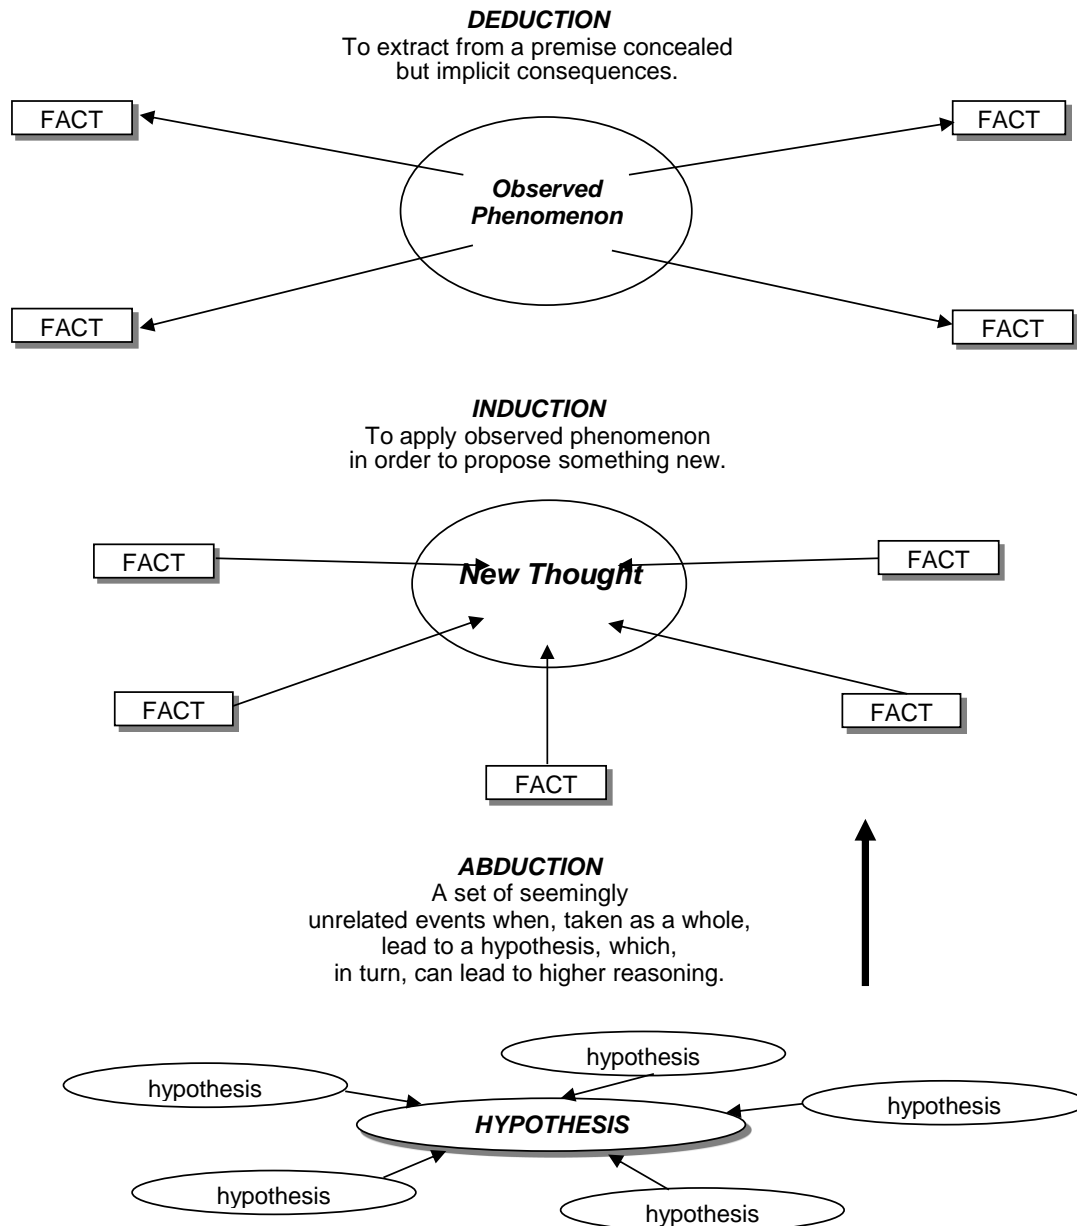 DEDUCTION
To extract from a premise concealed
but implicit consequences.
FACT
FACT
Observed
Phenomenon
FACT
FACT
INDUCTION
To apply observed phenomenon
in order to propose something new.
FACT
FACT
New Thought
FACT
FACT
FACT
ABDUCTION
A set of seemingly
unrelated events when, taken as a whole,
lead to a hypothesis, which,
in turn, can lead to higher reasoning.
hypothesis
hypothesis
hypothesis
HYPOTHESIS
hypothesis
hypothesis